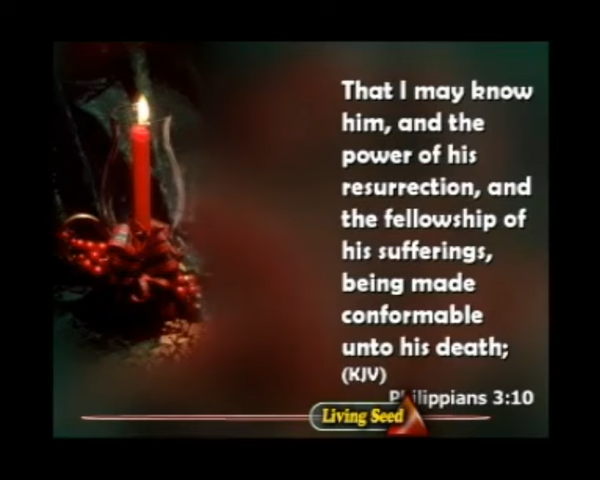 That I may know
him, and the
power of his
resurrection, and
the fellowship of
his sufferings,
being made
conformable
unto his death;
(KJV)
Philippians 3:10
Living Seed